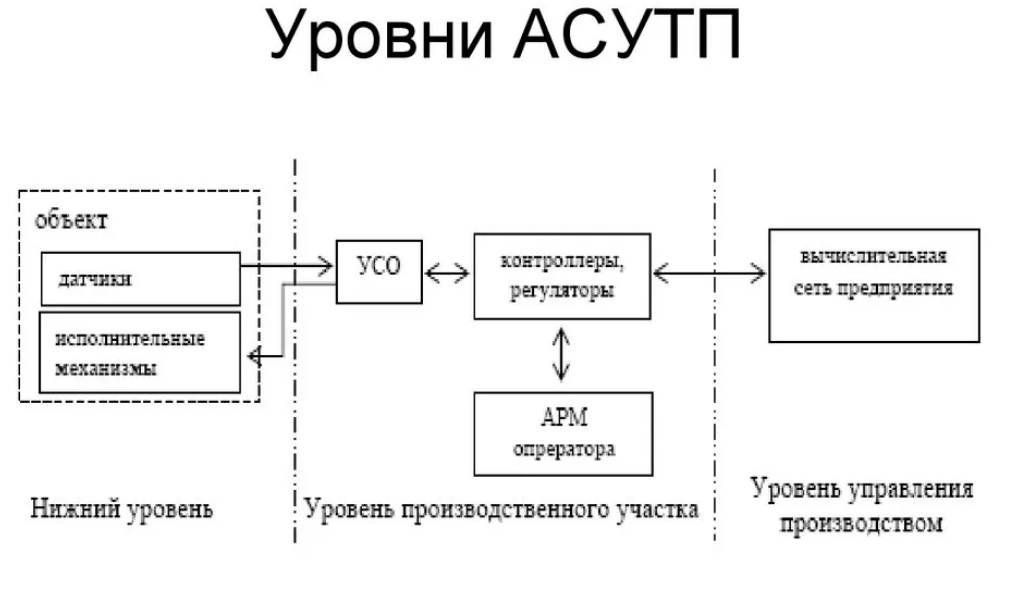 Уровни АСУТП
объект
датчики
исполнительные
механизмы
УСО
контроллеры,
регуляторы
АРМ
опрератора
вычислительная
сеть предприятия
Нижний уровень
Уровень производственного участка
Уровень управления
производством